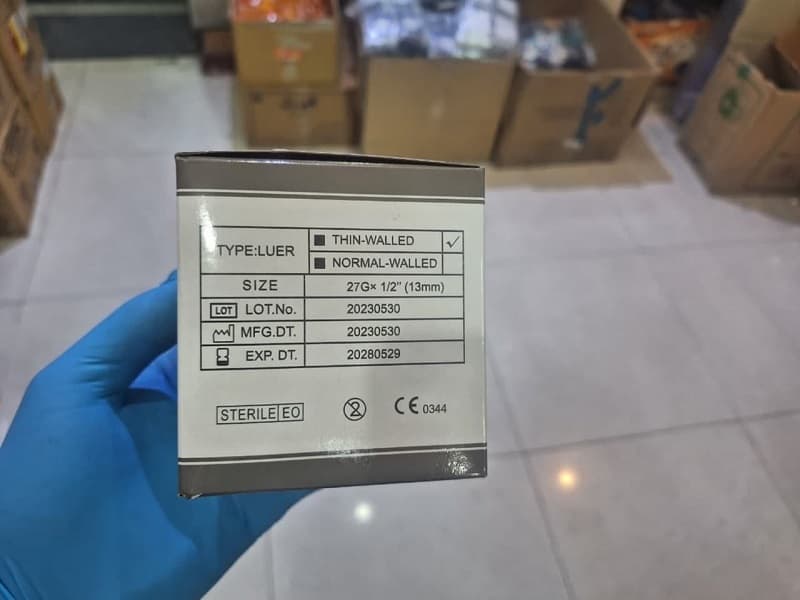 TYPE:LUER
THIN-WALLED ✓
NORMAL-WALLED
SIZE 27G× 1/2" (13mm)
LOT LOT.No. 20230530
MFG.DT. 20230530
EXP. DT. 20280529
STERILE EO 2 CE 0344